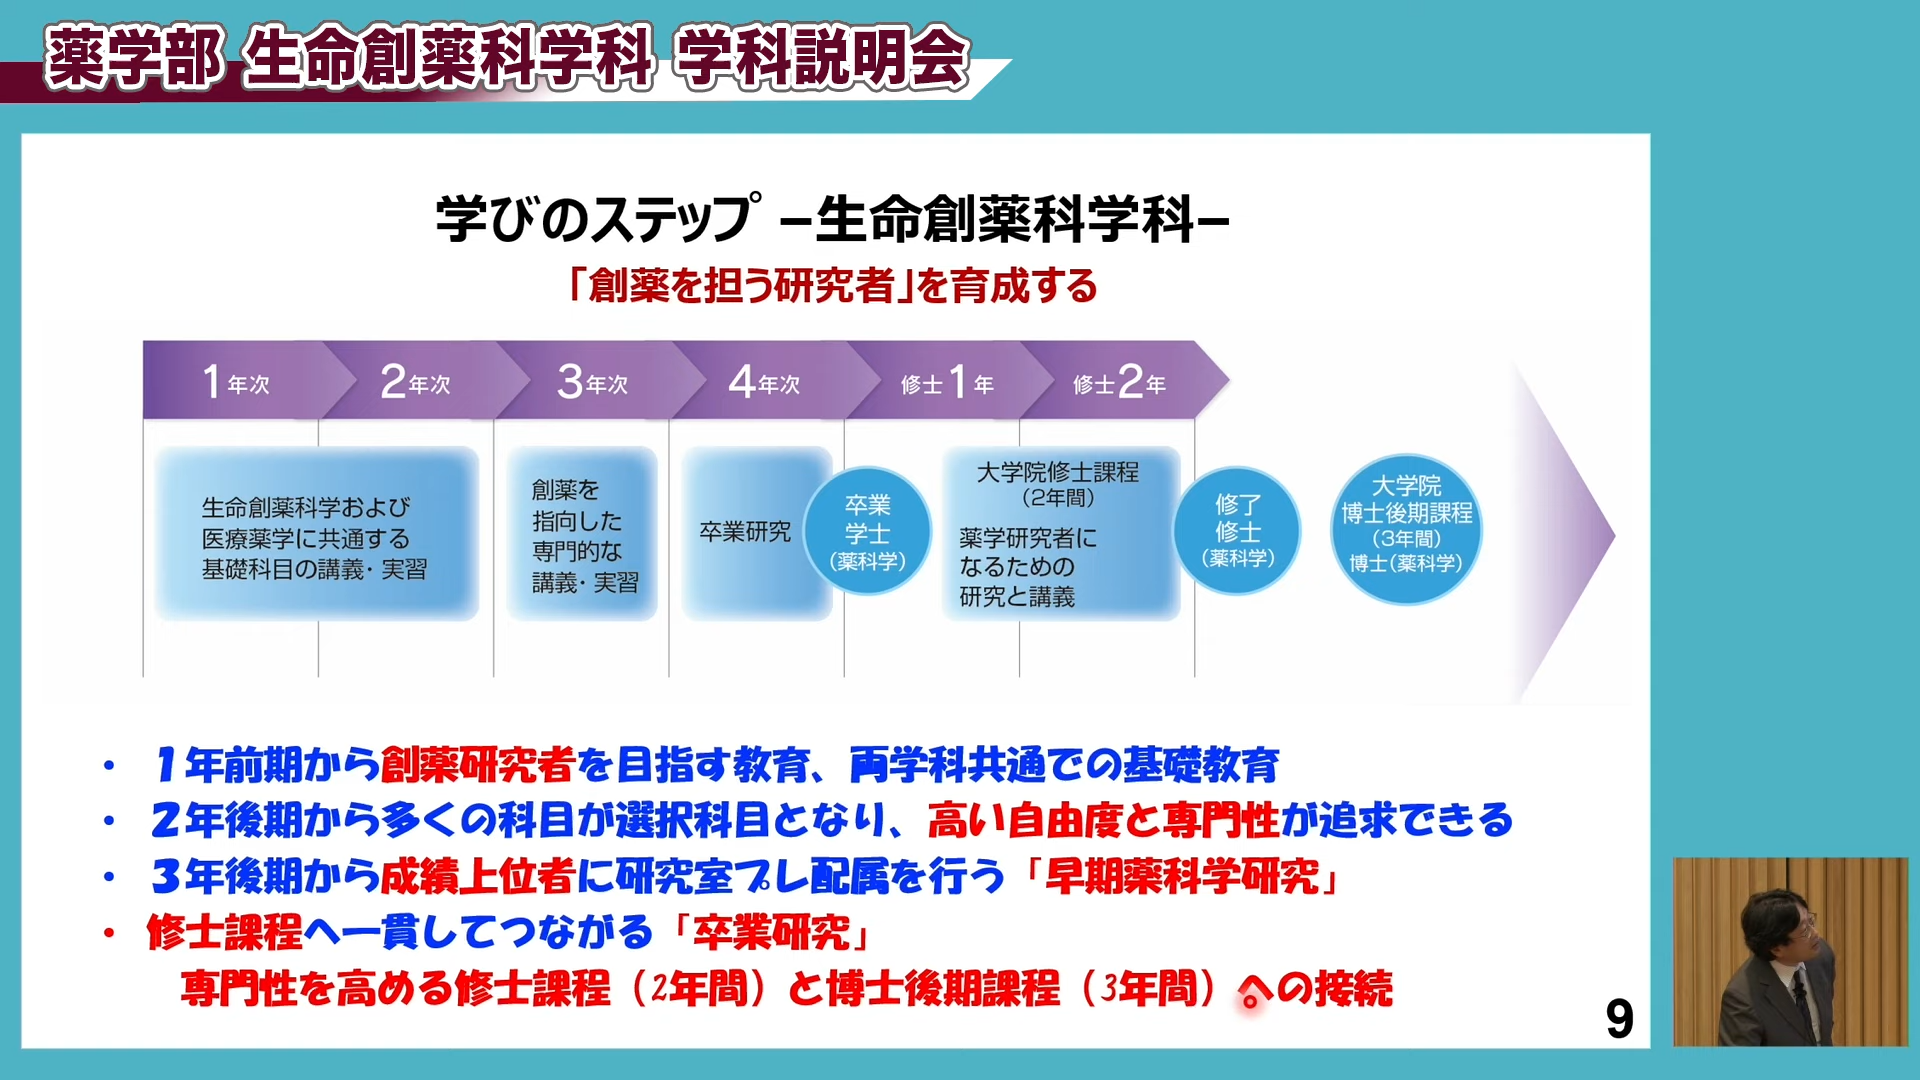 薬学部 生命創薬科学科 学科説明会
学びのステップ −生命創薬科学科−
「創薬を担う研究者」を育成する
1年次
2年次
3年次
4年次
修士1年
修士2年
生命創薬科学および
医療薬学に共通する
基礎科目の講義・実習
創薬を
指向した
専門的な
講義・実習
卒業研究
卒業
学士
(薬科学)
大学院修士課程
(2年間)
薬学研究者に
なるための
研究と講義
修了
修士
(薬科学)
大学院
博士後期課程
(3年間)
博士(薬科学)
・ 1年前期から創薬研究者を目指す教育、両学科共通での基礎教育
・ 2年後期から多くの科目が選択科目となり、高い自由度と専門性が追求できる
・ 3年後期から成績上位者に研究室プレ配属を行う「早期薬科学研究」
・ 修士課程へ一貫してつながる「卒業研究」
専門性を高める修士課程（2年間）と博士後期課程（3年間）への接続
9